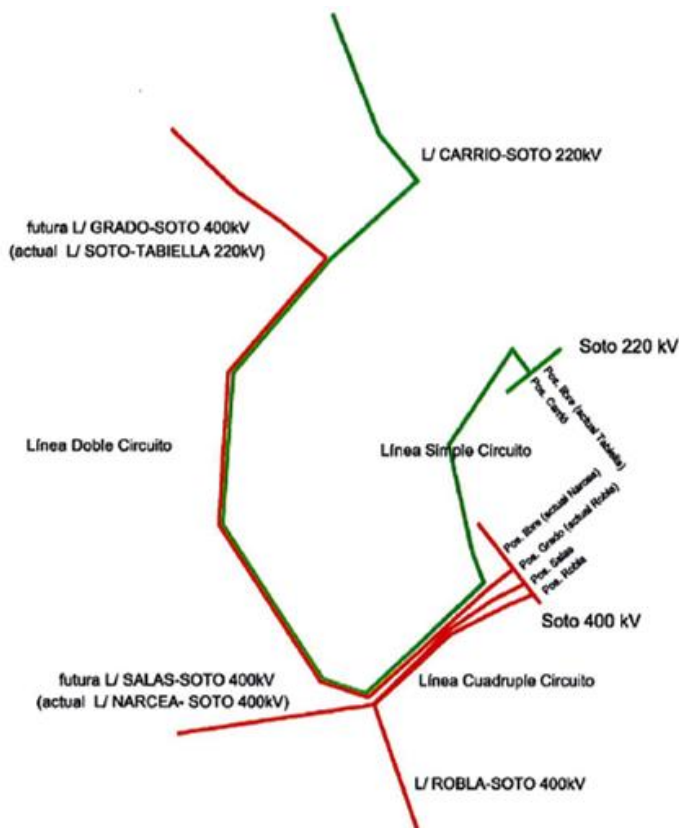 L/ CARRIO-SOTO 220kV
futura L/ GRADO-SOTO 400kV
(actual L/ SOTO-TABIELLA 220kV)
Soto 220 kV
Pos. libre (actual Tabiella)
Pos. Carrió
Línea Doble Circuito
Línea Simple Circuito
Pos. libre (actual Narcea)
Pos. Grado (actual Robla)
Pos. Salas
Pos. Robla
Soto 400 kV
futura L/ SALAS-SOTO 400kV
(actual L/ NARCEA- SOTO 400kV)
Línea Cuadruple Circuito
L/ ROBLA-SOTO 400kV